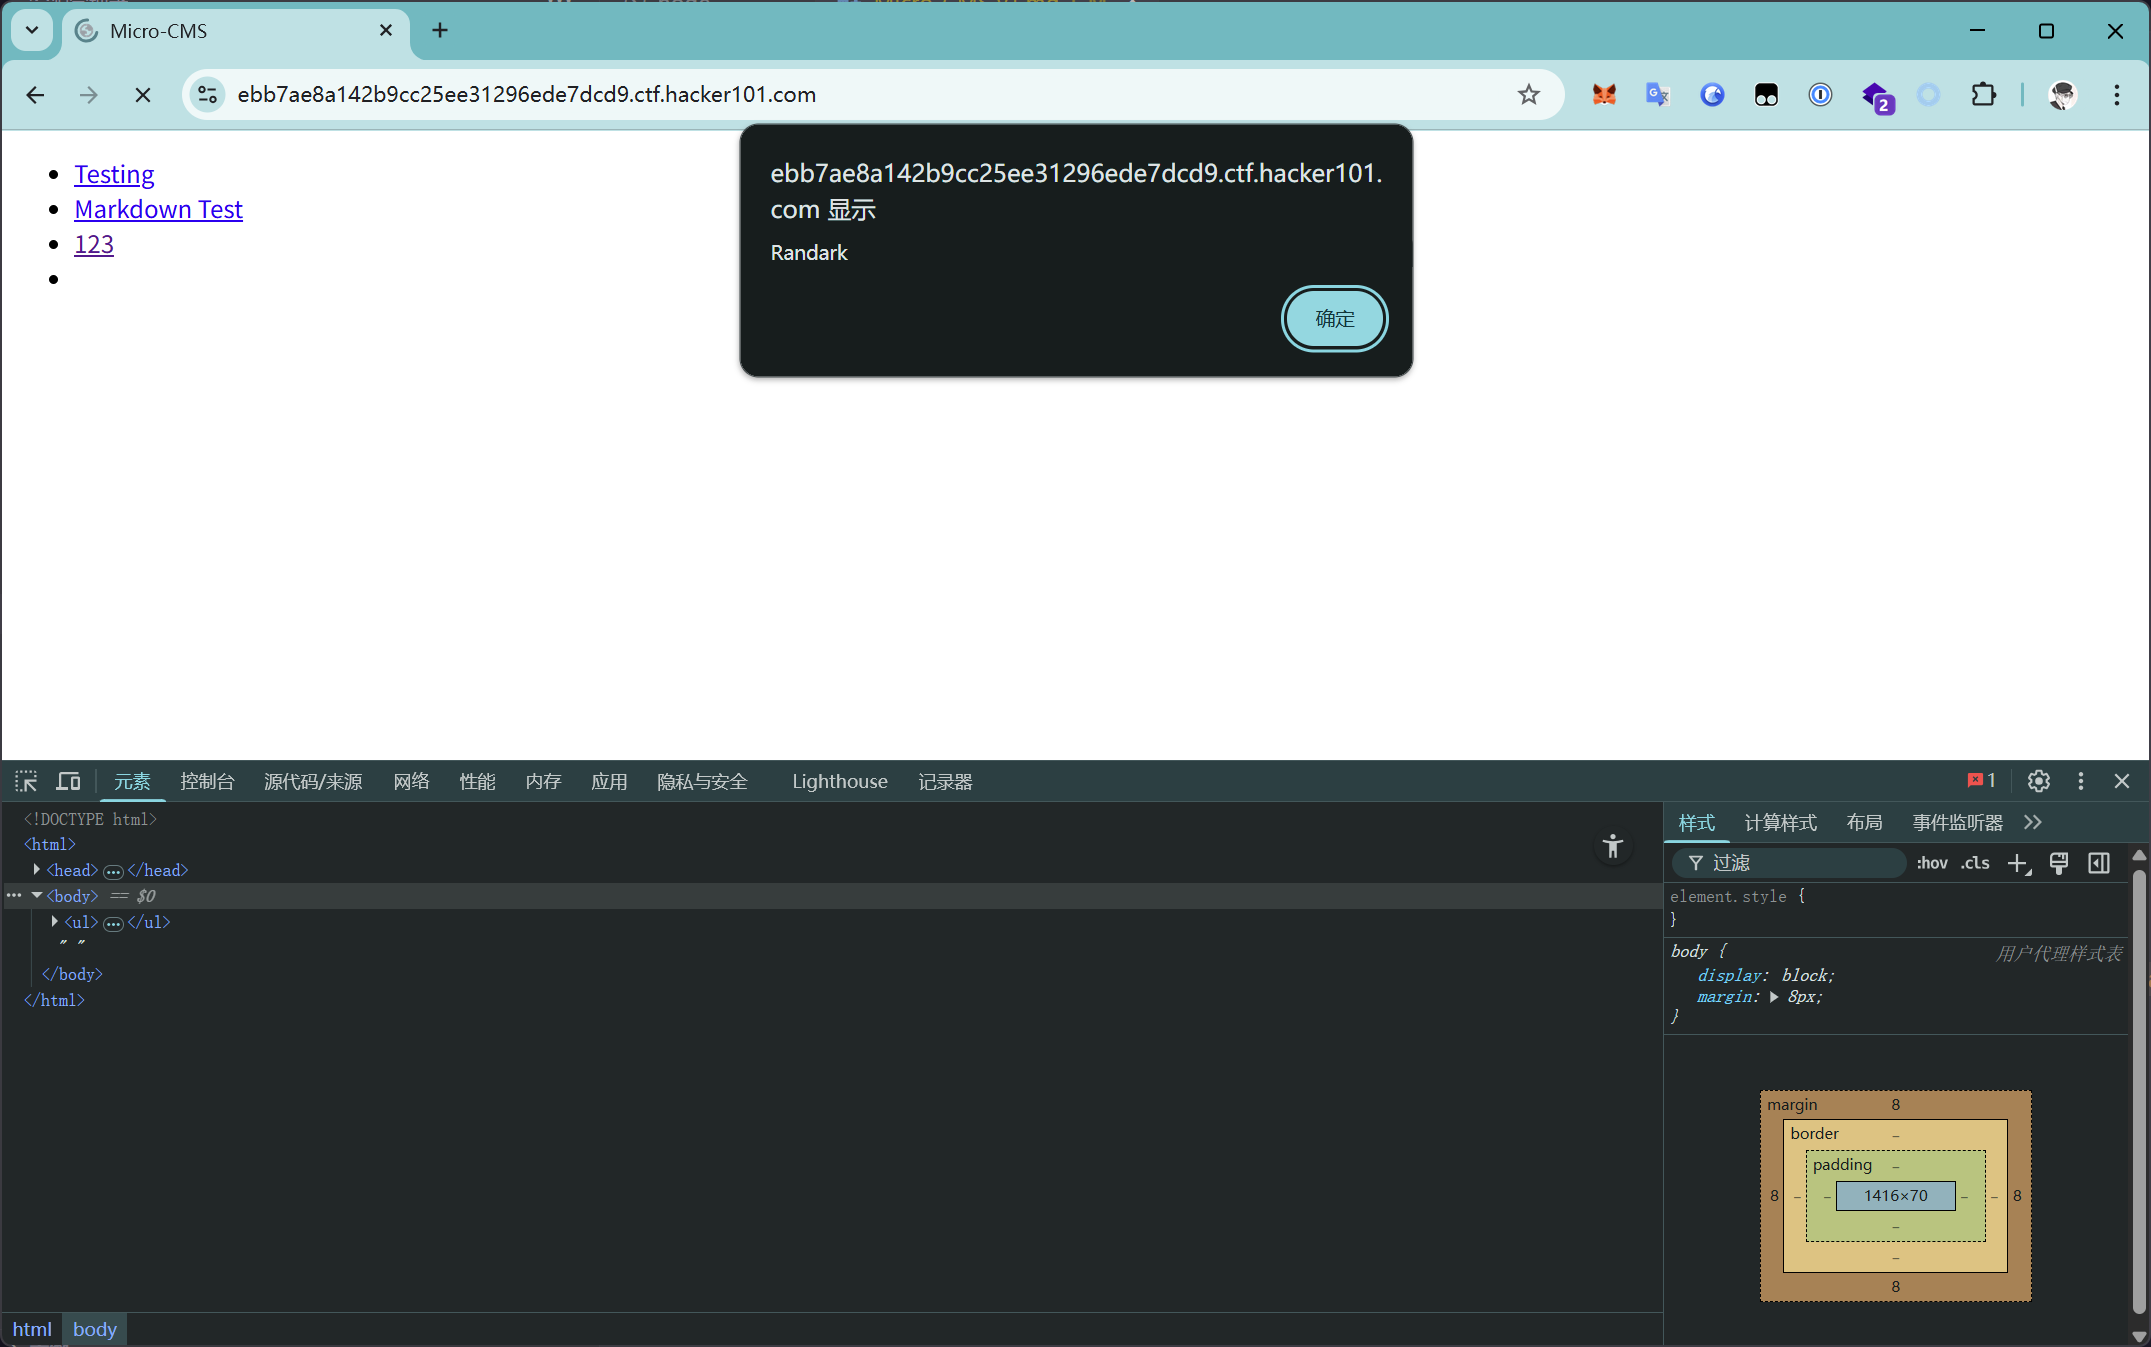 Micro-CMS
ebb7ae8a142b9cc25ee31296ede7dcd9.ctf.hacker101.com
2
Testing
Markdown Test
123
ebb7ae8a142b9cc25ee31296ede7dcd9.ctf.hacker101.
com 显示
Randark
确定
元素 控制台 源代码/来源 网络 性能 内存 应用 隐私与安全 Lighthouse 记录器 1
<!DOCTYPE html>
<html>
<head> … </head>
<body> == $0
<ul> … </ul>
" "
</body>
</html>
html body
样式 计算样式 布局 事件监听器
过滤 :hov .cls
element.style {
}
body { 用户代理样式表
display: block;
margin: 8px;
}
margin 8
border –
padding –
8 – – 1416×70 – – 8
–
–
8